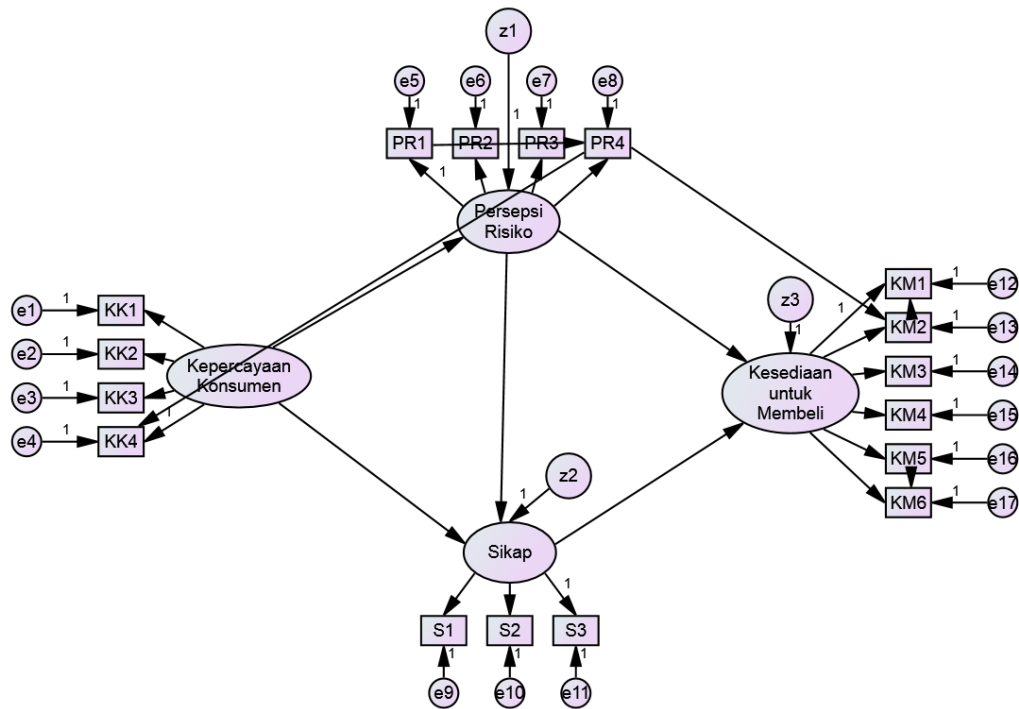 z1
e5
e6
e7
e8
1
1
1
1
1
PR1
PR2
PR3
PR4
1
Persepsi
Risiko
z3
1
e1
1
KK1
e2
1
KK2
e3
1
KK3
e4
1
KK4
1
Kepercayaan
Konsumen
1
Kesediaan
untuk
Membeli
KM1
1
e12
KM2
1
e13
KM3
1
e14
KM4
1
e15
KM5
1
e16
KM6
1
e17
z2
1
Sikap
1
S1
S2
S3
1
1
1
e9
e10
e11